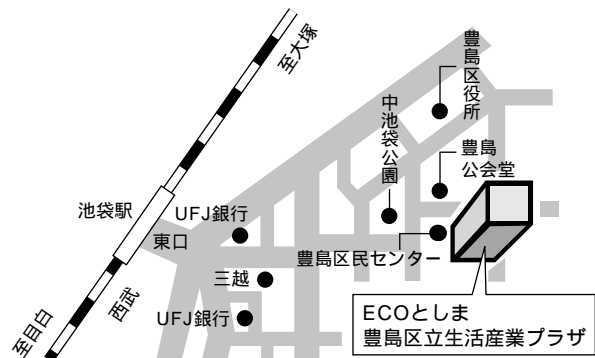 至大塚
豊島区役所
中池袋公園
豊島
公会堂
池袋駅
UFJ銀行
東口
豊島区民センター
三越
西武
UFJ銀行
至目白
ECOとしま
豊島区立生活産業プラザ